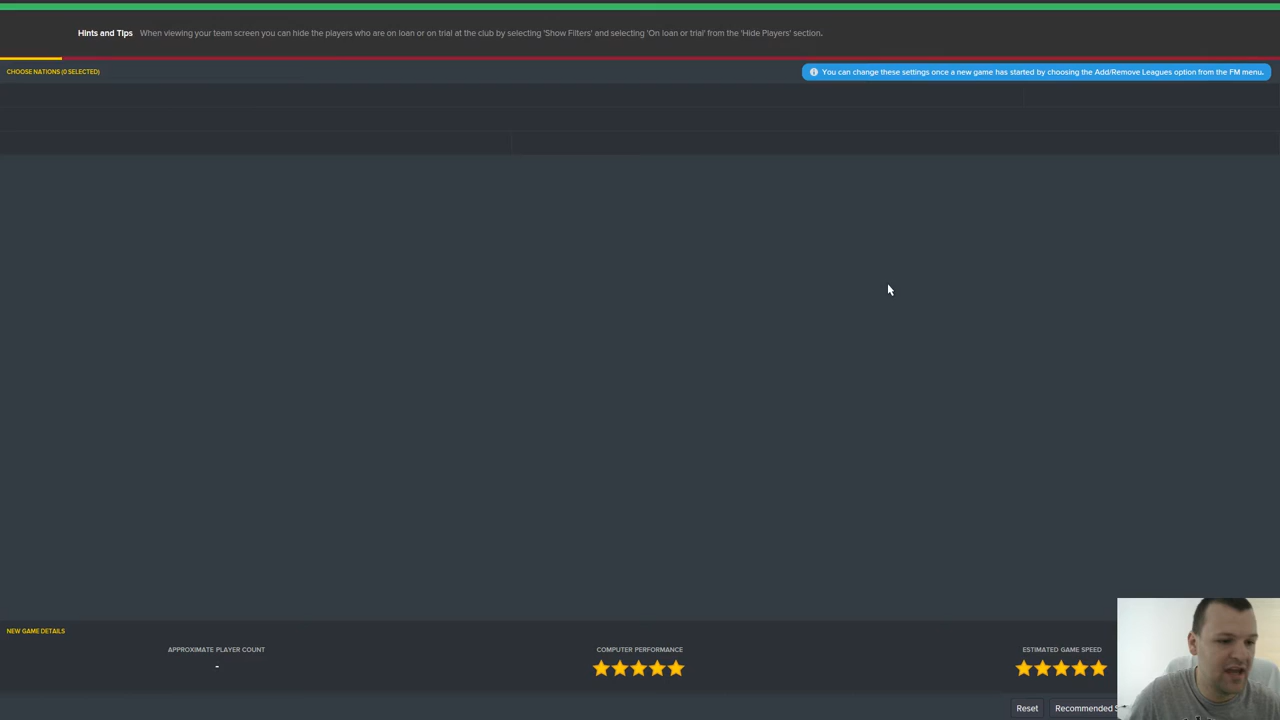 Hints and Tips When viewing your team screen you can hide the players who are on loan or on trial at the club by selecting 'Show Filters' and selecting 'On loan or trial' from the 'Hide Players' section.
CHOOSE NATIONS (0 SELECTED)
You can change these settings once a new game has started by choosing the Add/Remove Leagues option from the FM menu.
NEW GAME DETAILS
APPROXIMATE PLAYER COUNT COMPUTER PERFORMANCE ESTIMATED GAME SPEED
-
Reset Recommended